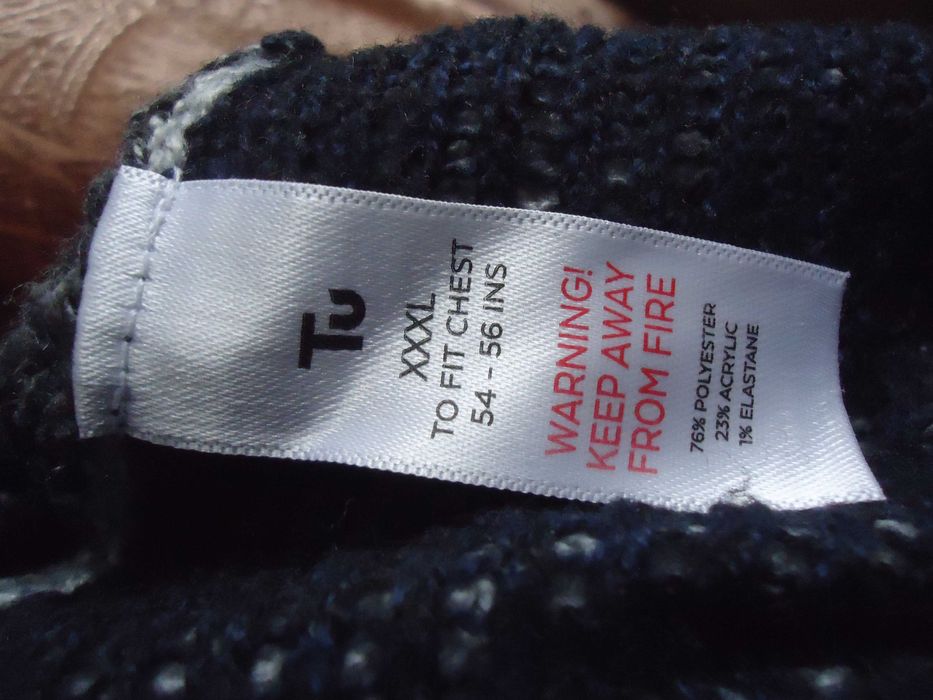 Tu
XXXL
TO FIT CHEST
54 - 56 INS
WARNING!
KEEP AWAY
FROM FIRE
76% POLYESTER
23% ACRYLIC
1% ELASTANE